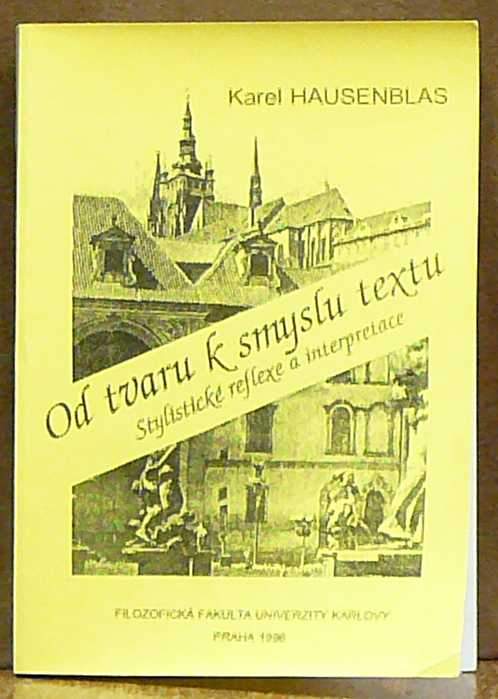 Karel HAUSENBLAS
Od tvaru k smyslu textu
Stylistické reflexe a interpretace
FILOZOFICKÁ FAKULTA UNIVERZITY KARLOVY
PRAHA 1996